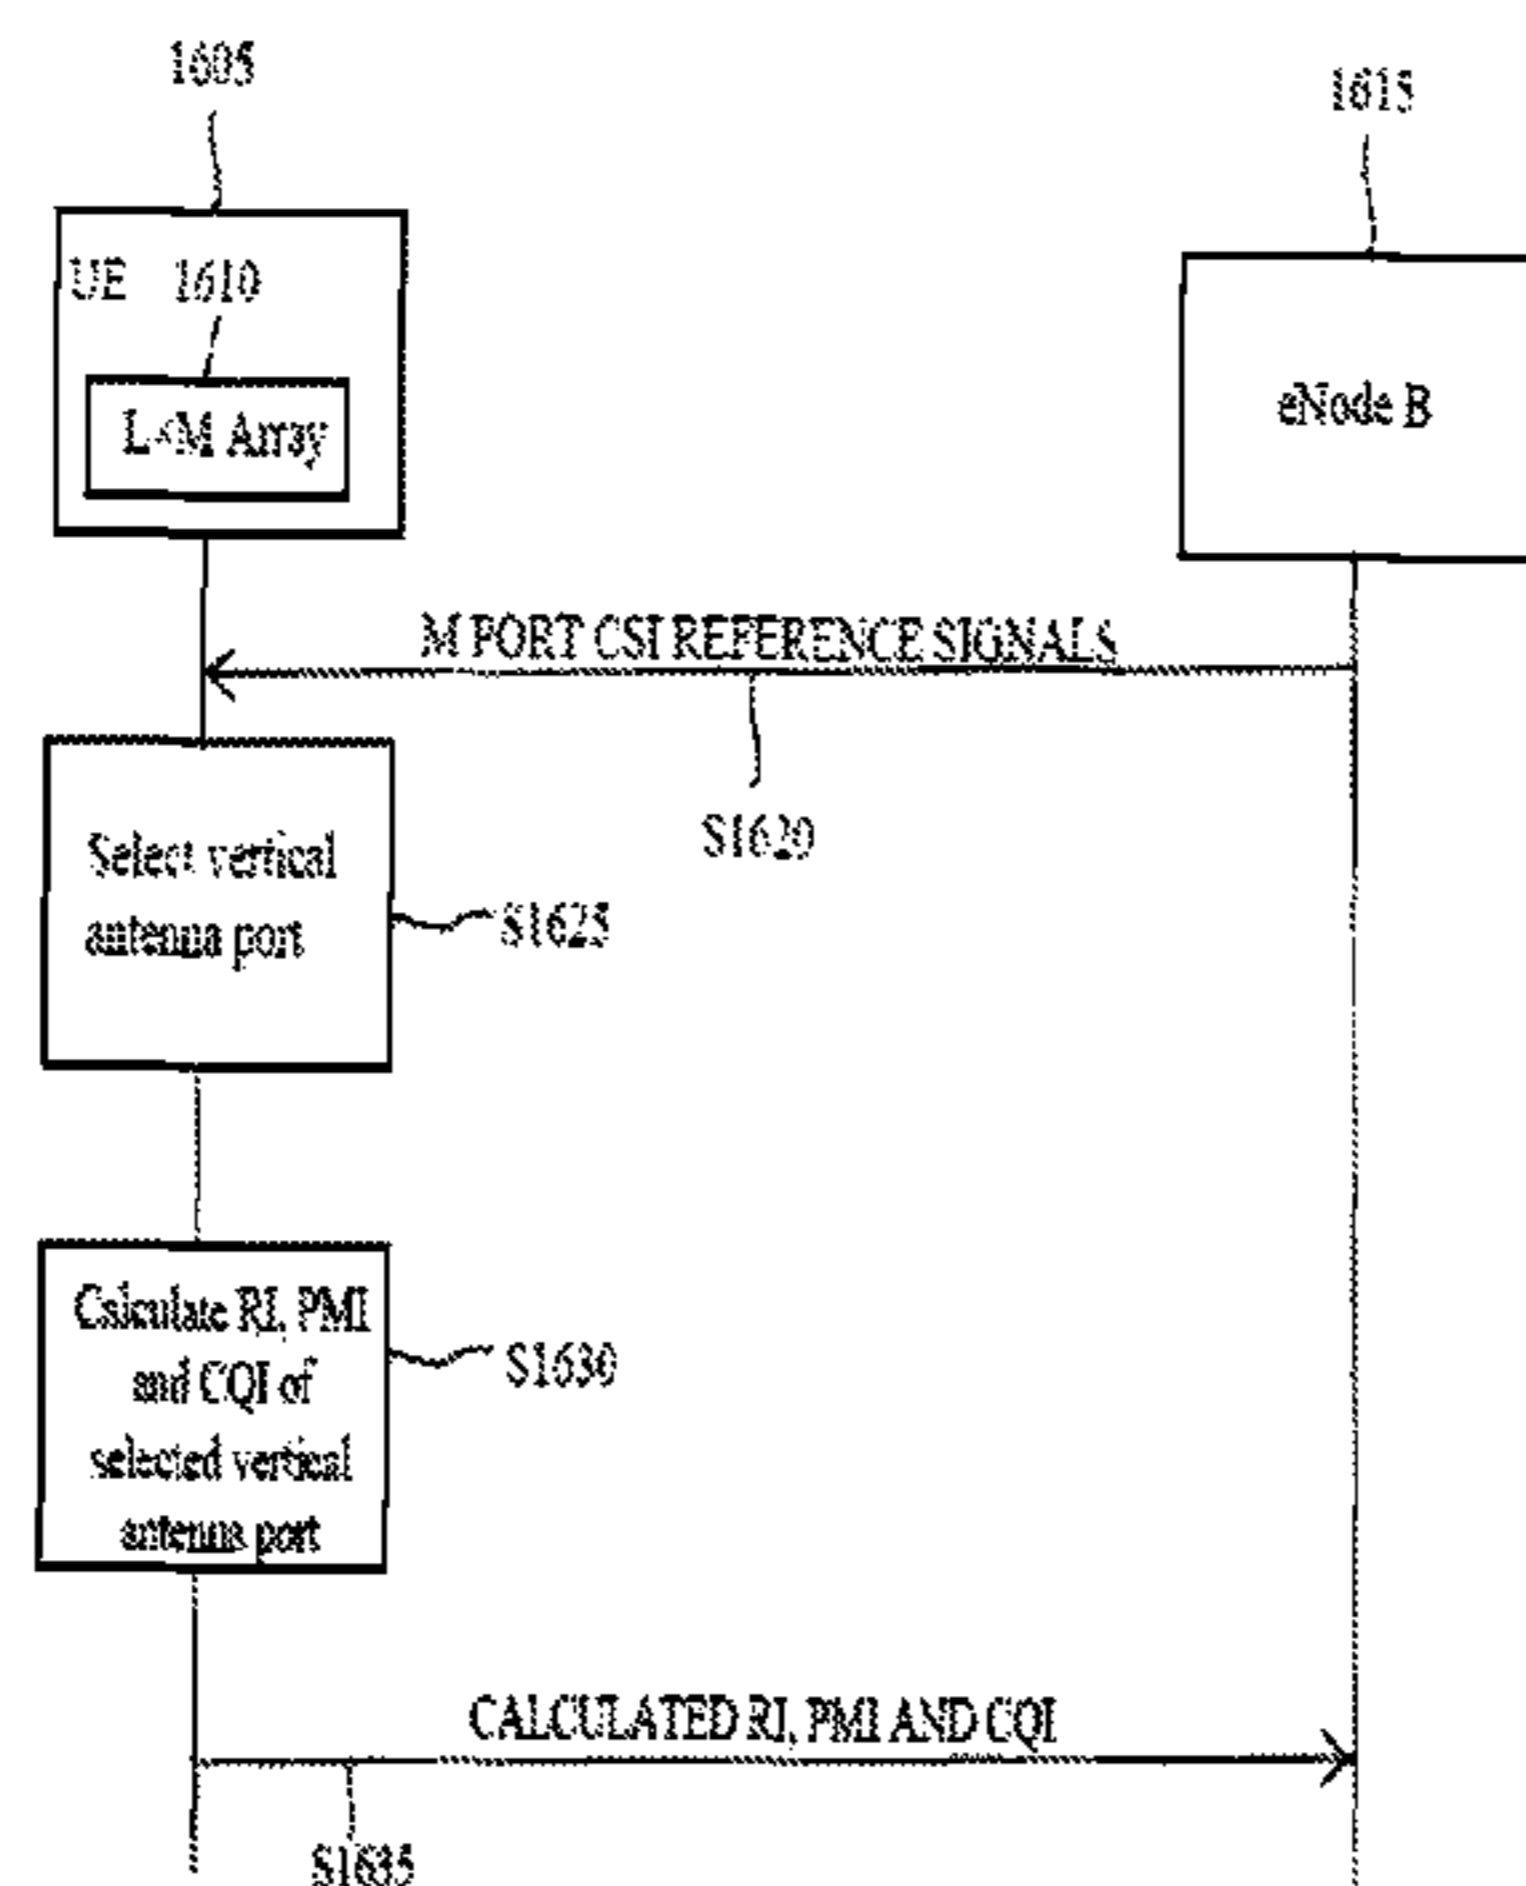 1605
1615
UE 1610
L×M Array
eNode B
M PORT CSI REFERENCE SIGNALS
S1620
Select vertical
antenna port
S1625
Calculate RI, PMI
and CQI of
selected vertical
antenna port
S1630
CALCULATED RI, PMI AND CQI
S1635